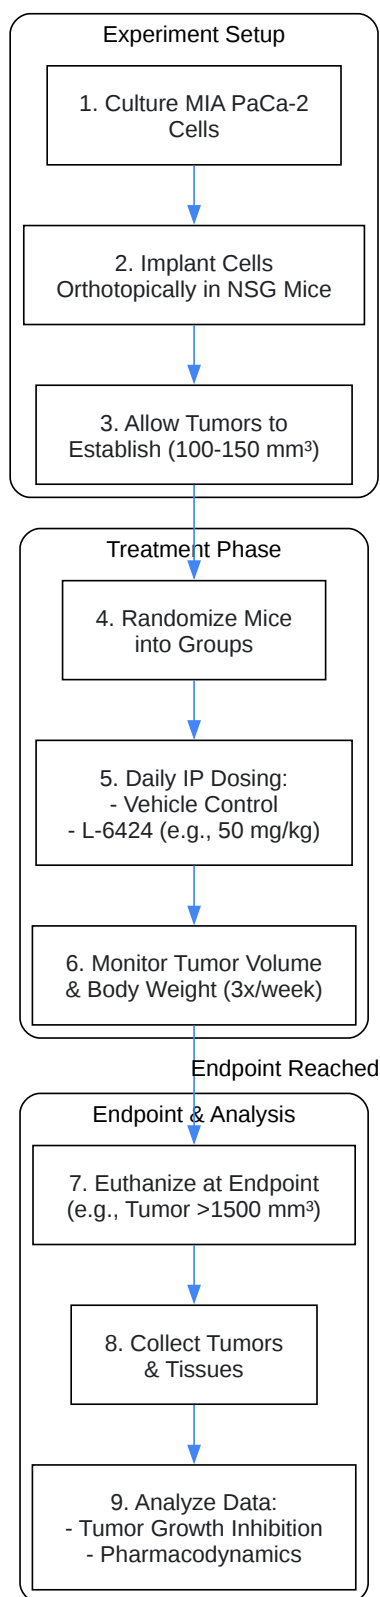 Experiment Setup
1. Culture MIA PaCa-2
Cells
2. Implant Cells
Orthotopically in NSG Mice
3. Allow Tumors to
Establish (100-150 mm³)
Treatment Phase
4. Randomize Mice
into Groups
5. Daily IP Dosing:
- Vehicle Control
- L-6424 (e.g., 50 mg/kg)
6. Monitor Tumor Volume
& Body Weight (3x/week)
Endpoint Reached
Endpoint & Analysis
7. Euthanize at Endpoint
(e.g., Tumor >1500 mm³)
8. Collect Tumors
& Tissues
9. Analyze Data:
- Tumor Growth Inhibition
- Pharmacodynamics